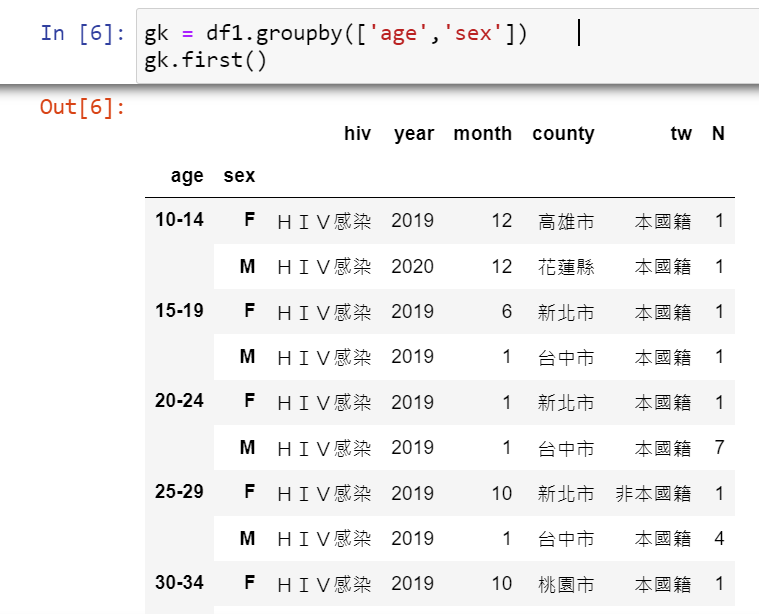 In [6]: gk = df1.groupby(['age','sex'])
gk.first()
Out[6]:
hiv year month county tw N
age sex
10-14 F HIV感染 2019 12 高雄市 本國籍 1
M HIV感染 2020 12 花蓮縣 本國籍 1
15-19 F HIV感染 2019 6 新北市 本國籍 1
M HIV感染 2019 1 台中市 本國籍 1
20-24 F HIV感染 2019 1 新北市 本國籍 1
M HIV感染 2019 1 台中市 本國籍 7
25-29 F HIV感染 2019 10 新北市 非本國籍 1
M HIV感染 2019 1 台中市 本國籍 4
30-34 F HIV感染 2019 10 桃園市 本國籍 1